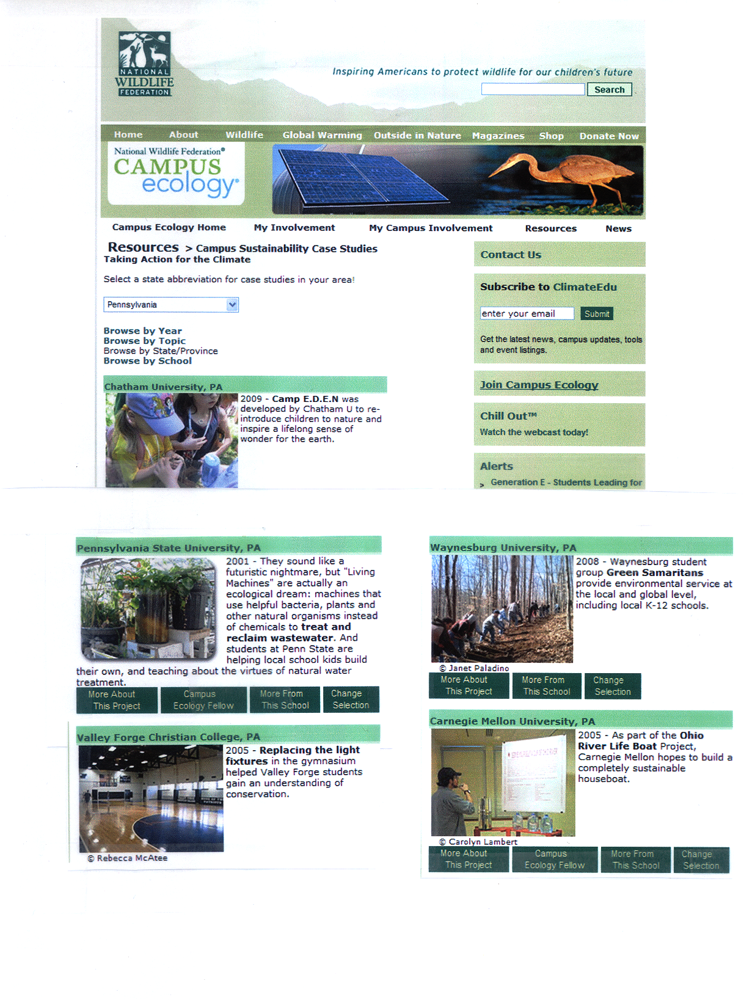 NATIONAL
WILDLIFE
FEDERATION
Inspiring Americans to protect wildlife for our children's future
Search
Home About Wildlife Global Warming Outside in Nature Magazines Shop Donate Now
National Wildlife Federation®
CAMPUS
ecology®
Campus Ecology Home My Involvement My Campus Involvement Resources News
Resources > Campus Sustainability Case Studies
Taking Action for the Climate
Select a state abbreviation for case studies in your area!
Pennsylvania
Browse by Year
Browse by Topic
Browse by State/Province
Browse by School
Chatham University, PA
2009 - Camp E.D.E.N was
developed by Chatham U to re-
introduce children to nature and
inspire a lifelong sense of
wonder for the earth.
Contact Us
Subscribe to ClimateEdu
enter your email Submit
Get the latest news, campus updates, tools
and event listings.
Join Campus Ecology
Chill Out™
Watch the webcast today!
Alerts
> Generation E - Students Leading for
Pennsylvania State University, PA
2001 - They sound like a
futuristic nightmare, but "Living
Machines" are actually an
ecological dream: machines that
use helpful bacteria, plants and
other natural organisms instead
of chemicals to treat and
reclaim wastewater. And
students at Penn State are
helping local school kids build
their own, and teaching about the virtues of natural water
treatment.
More About Campus More From Change
This Project Ecology Fellow This School Selection
Valley Forge Christian College, PA
2005 - Replacing the light
fixtures in the gymnasium
helped Valley Forge students
gain an understanding of
conservation.
© Rebecca McAtee
Waynesburg University, PA
2008 - Waynesburg student
group Green Samaritans
provide environmental service at
the local and global level,
including local K-12 schools.
© Janet Paladino
More About More From Change
This Project This School Selection
Carnegie Mellon University, PA
2005 - As part of the Ohio
River Life Boat Project,
Carnegie Mellon hopes to build a
completely sustainable
houseboat.
© Carolyn Lambert
More About Campus More From Change
This Project Ecology Fellow This School Selection